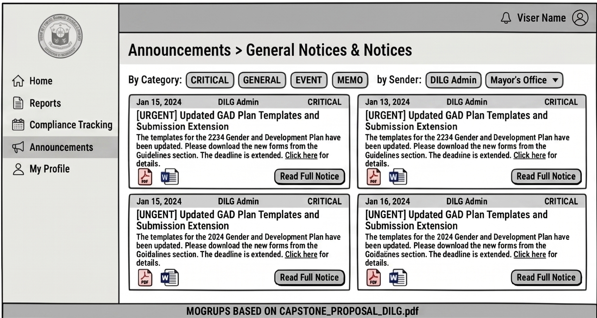 Viser Name
Announcements > General Notices & Notices
Home
Reports
Compliance Tracking
Announcements
My Profile
By Category: CRITICAL GENERAL EVENT MEMO by Sender: DILG Admin Mayor's Office
Jan 15, 2024 DILG Admin CRITICAL
[URGENT] Updated GAD Plan Templates and
Submission Extension
The templates for the 2234 Gender and Development Plan have
been updated. Please download the new forms from the
Guidelines section. The deadline is extended. Click here for
details.
PDF W Read Full Notice
Jan 13, 2024 DILG Admin CRITICAL
[URGENT] Updated GAD Plan Templates and
Submission Extension
The templates for the 2234 Gender and Development Plan have
been updated. Please download the new forms from the
Guidelines section. The deadline is extended. Click here for
details.
PDF W Read Full Notice
Jan 15, 2024 DILG Admin CRITICAL
[UNGENT] Updated GAD Plan Templates and
Submission Extension
The templates for the 2024 Gender and Development Plan have
been updated. Please download the new forms from the
Goidalines section. The deadline is extended. Click here for
details.
PDF W Read Full Notice
Jan 16, 2024 DILG Admin CRITICAL
[UNGENT] Updated GAD Plan Templates and
Submission Extension
The templates for the 2024 Gender and Development Plan have
been updated. Please download the new forms from the
Goidalines section. The deadline is extended. Click here for
details.
PDF W Read Full Notice
MOGRUPS BASED ON CAPSTONE_PROPOSAL_DILG.pdf